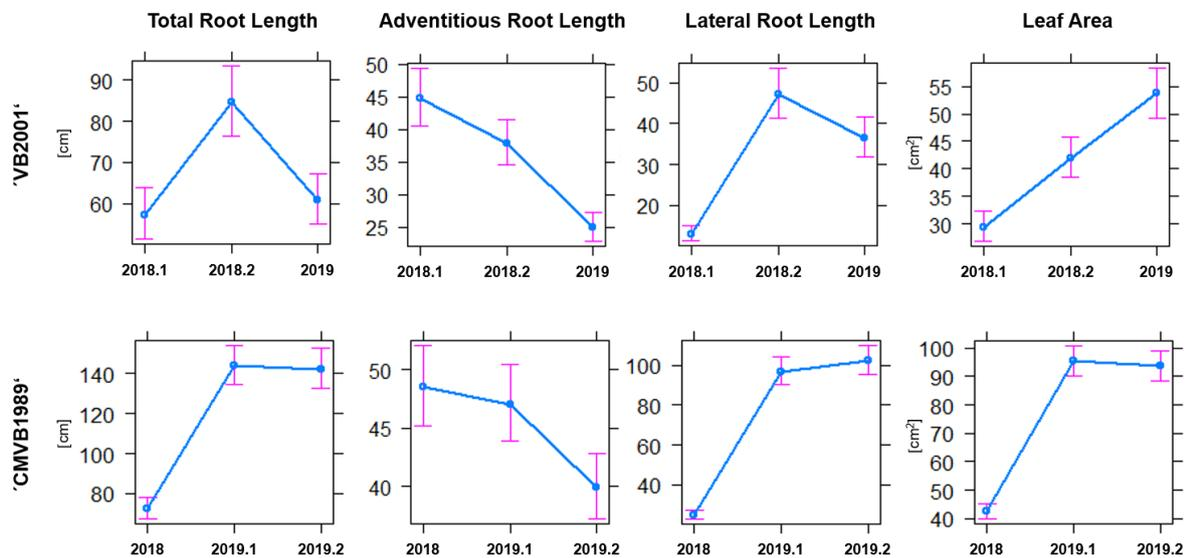 Total Root Length Adventitious Root Length Lateral Root Length Leaf Area
´VB2001‘
[cm]
90
80
70
60
2018.1 2018.2 2019
50
45
40
35
30
25
2018.1 2018.2 2019
50
40
30
20
2018.1 2018.2 2019
[cm²]
55
50
45
40
35
30
2018.1 2018.2 2019
´CMVB1989‘
[cm]
140
120
100
80
2018 2019.1 2019.2
50
45
40
2018 2019.1 2019.2
100
80
60
40
2018 2019.1 2019.2
[cm²]
100
90
80
70
60
50
40
2018 2019.1 2019.2